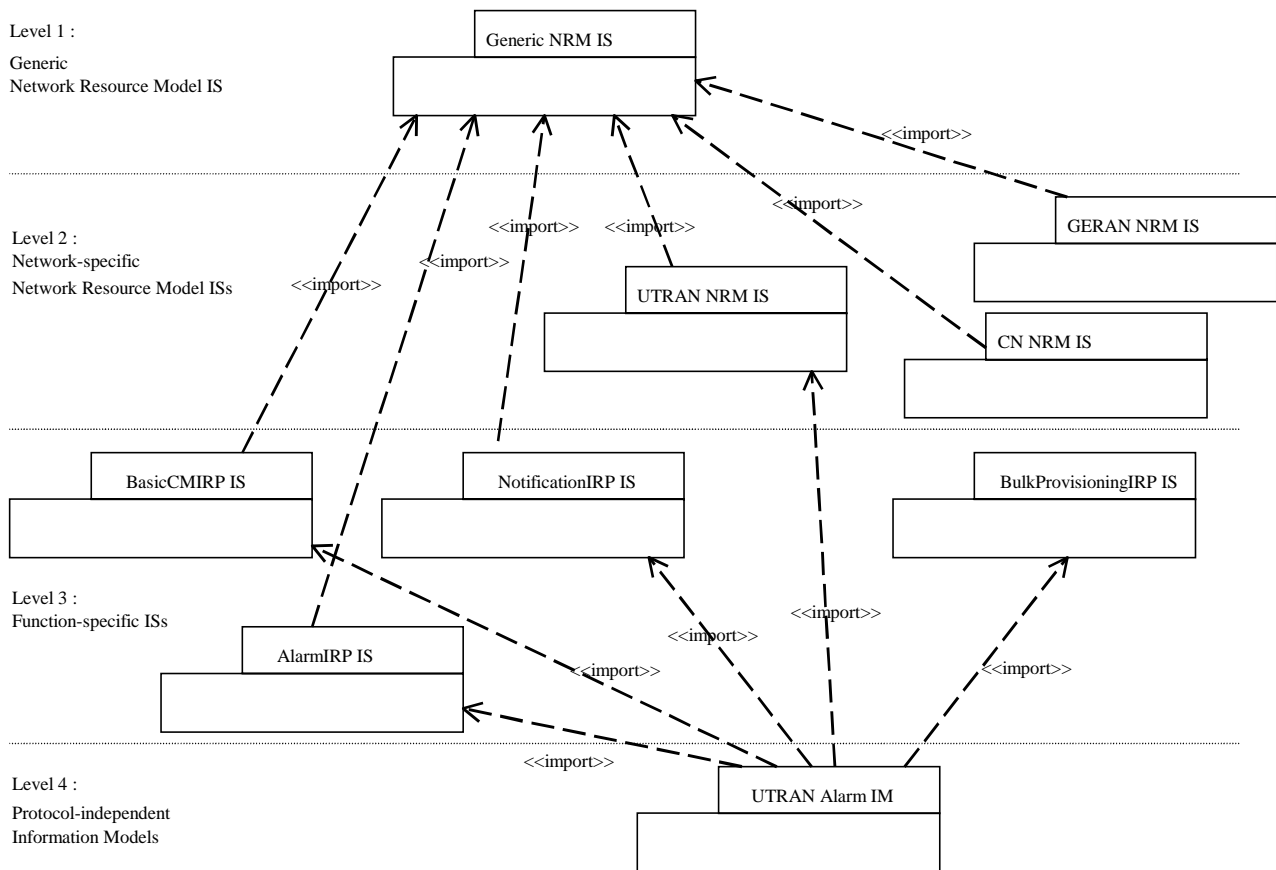 Level 1 :
Generic
Network Resource Model IS
Generic NRM IS
<<import>>
Level 2 :
Network-specific
Network Resource Model ISs
<<import>>
<<import>>
<<import>>
<<import>>
<<import>>
GERAN NRM IS
UTRAN NRM IS
CN NRM IS
BasicCMIRP IS
NotificationIRP IS
BulkProvisioningIRP IS
Level 3 :
Function-specific ISs
AlarmIRP IS
<<import>>
<<import>>
<<import>>
<<import>>
<<import>>
Level 4 :
Protocol-independent
Information Models
UTRAN Alarm IM